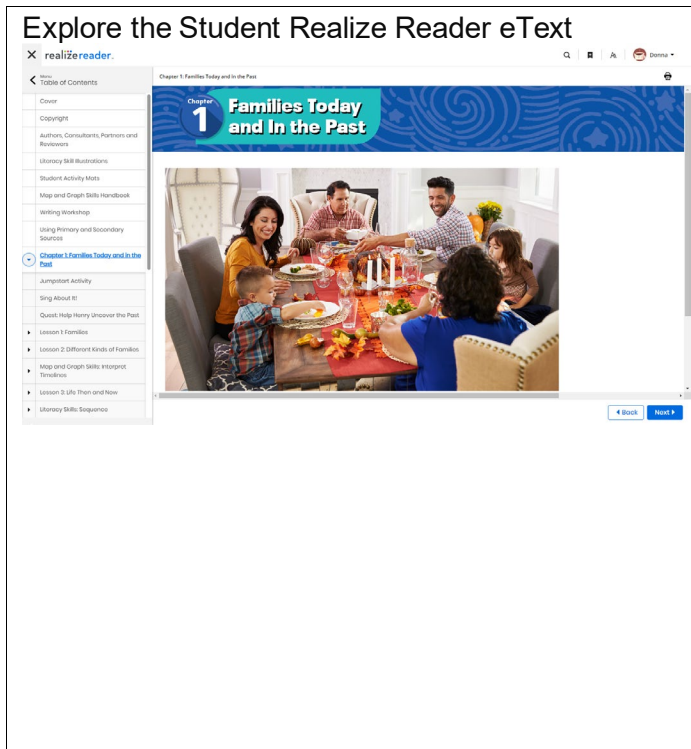 Explore the Student Realize Reader eText
realizereader.
Donna
Menu
Table of Contents
Cover
Copyright
Authors, Consultants, Partners and
Reviewers
Literacy Skill Illustrations
Student Activity Mats
Map and Graph Skills Handbook
Writing Workshop
Using Primary and Secondary
Sources
Chapter 1: Families Today and in the
Past
Jumpstart Activity
Sing About It!
Quest: Help Henry Uncover the Past
Lesson 1: Families
Lesson 2: Different Kinds of Families
Map and Graph Skills: Interpret
Timelines
Lesson 3: Life Then and Now
Literacy Skills: Sequence
Chapter 1: Families Today and in the Past
Chapter
1
Families Today
and In the Past
Back
Next